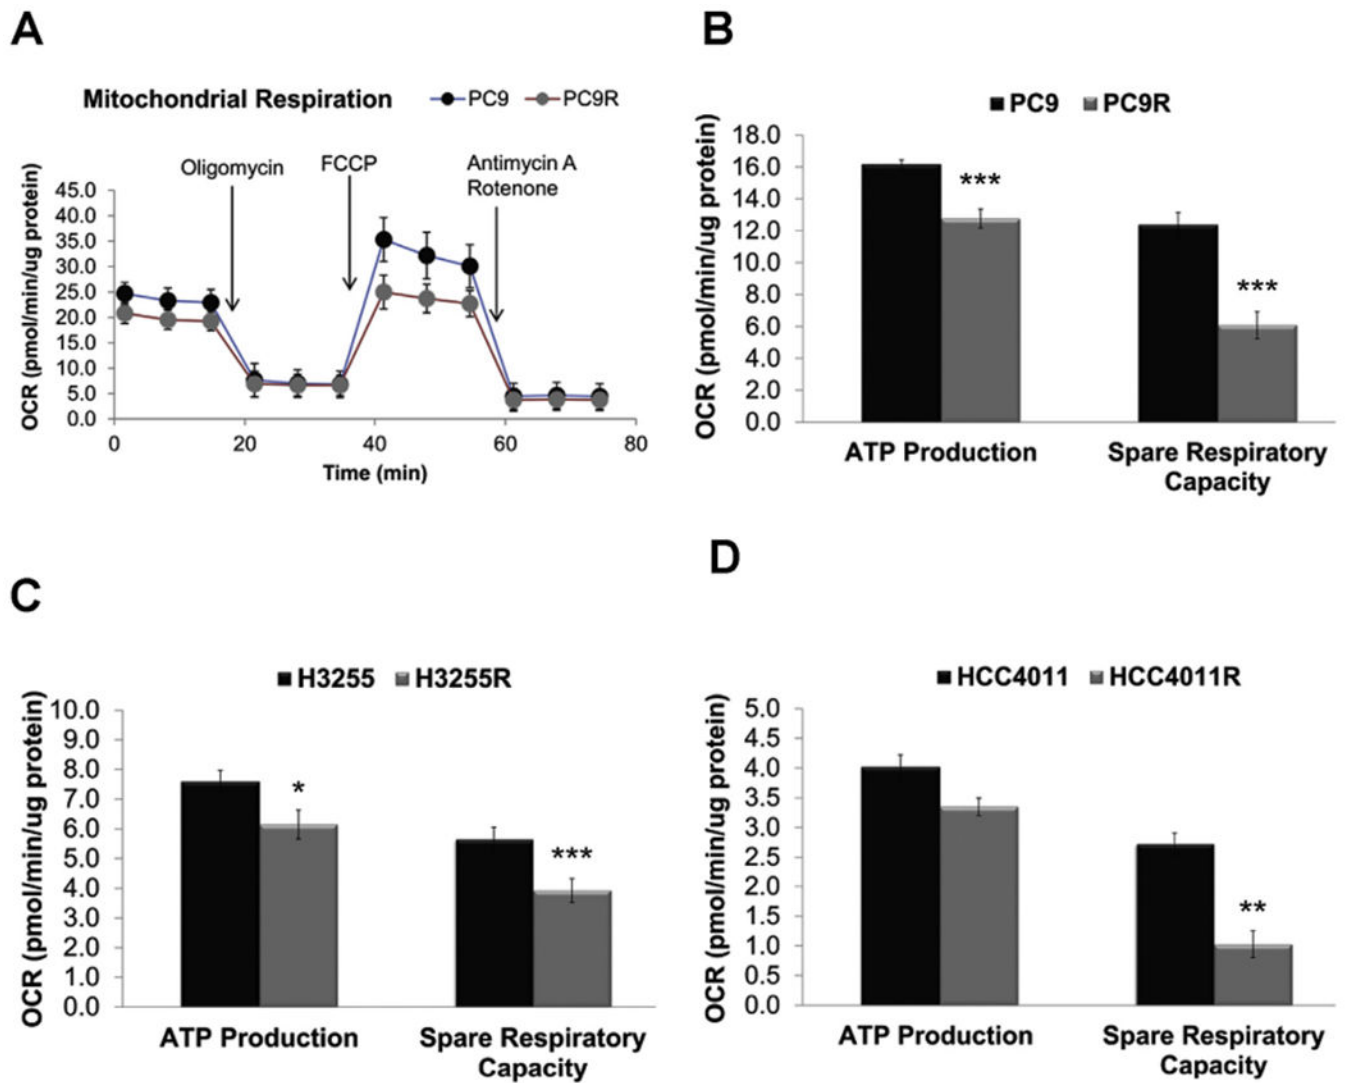 A
Mitochondrial Respiration PC9 PC9R
Oligomycin FCCP Antimycin A
Rotenone
OCR (pmol/min/ug protein)
45.0
40.0
35.0
30.0
25.0
20.0
15.0
10.0
5.0
0.0
0 20 40 60 80
Time (min)
B
PC9 PC9R
OCR (pmol/min/ug protein)
18.0
16.0
14.0
12.0
10.0
8.0
6.0
4.0
2.0
0.0
***
***
ATP Production Spare Respiratory
Capacity
C
H3255 H3255R
OCR (pmol/min/ug protein)
10.0
9.0
8.0
7.0
6.0
5.0
4.0
3.0
2.0
1.0
0.0
*
***
ATP Production Spare Respiratory
Capacity
D
HCC4011 HCC4011R
OCR (pmol/min/ug protein)
5.0
4.5
4.0
3.5
3.0
2.5
2.0
1.5
1.0
0.5
0.0
**
ATP Production Spare Respiratory
Capacity